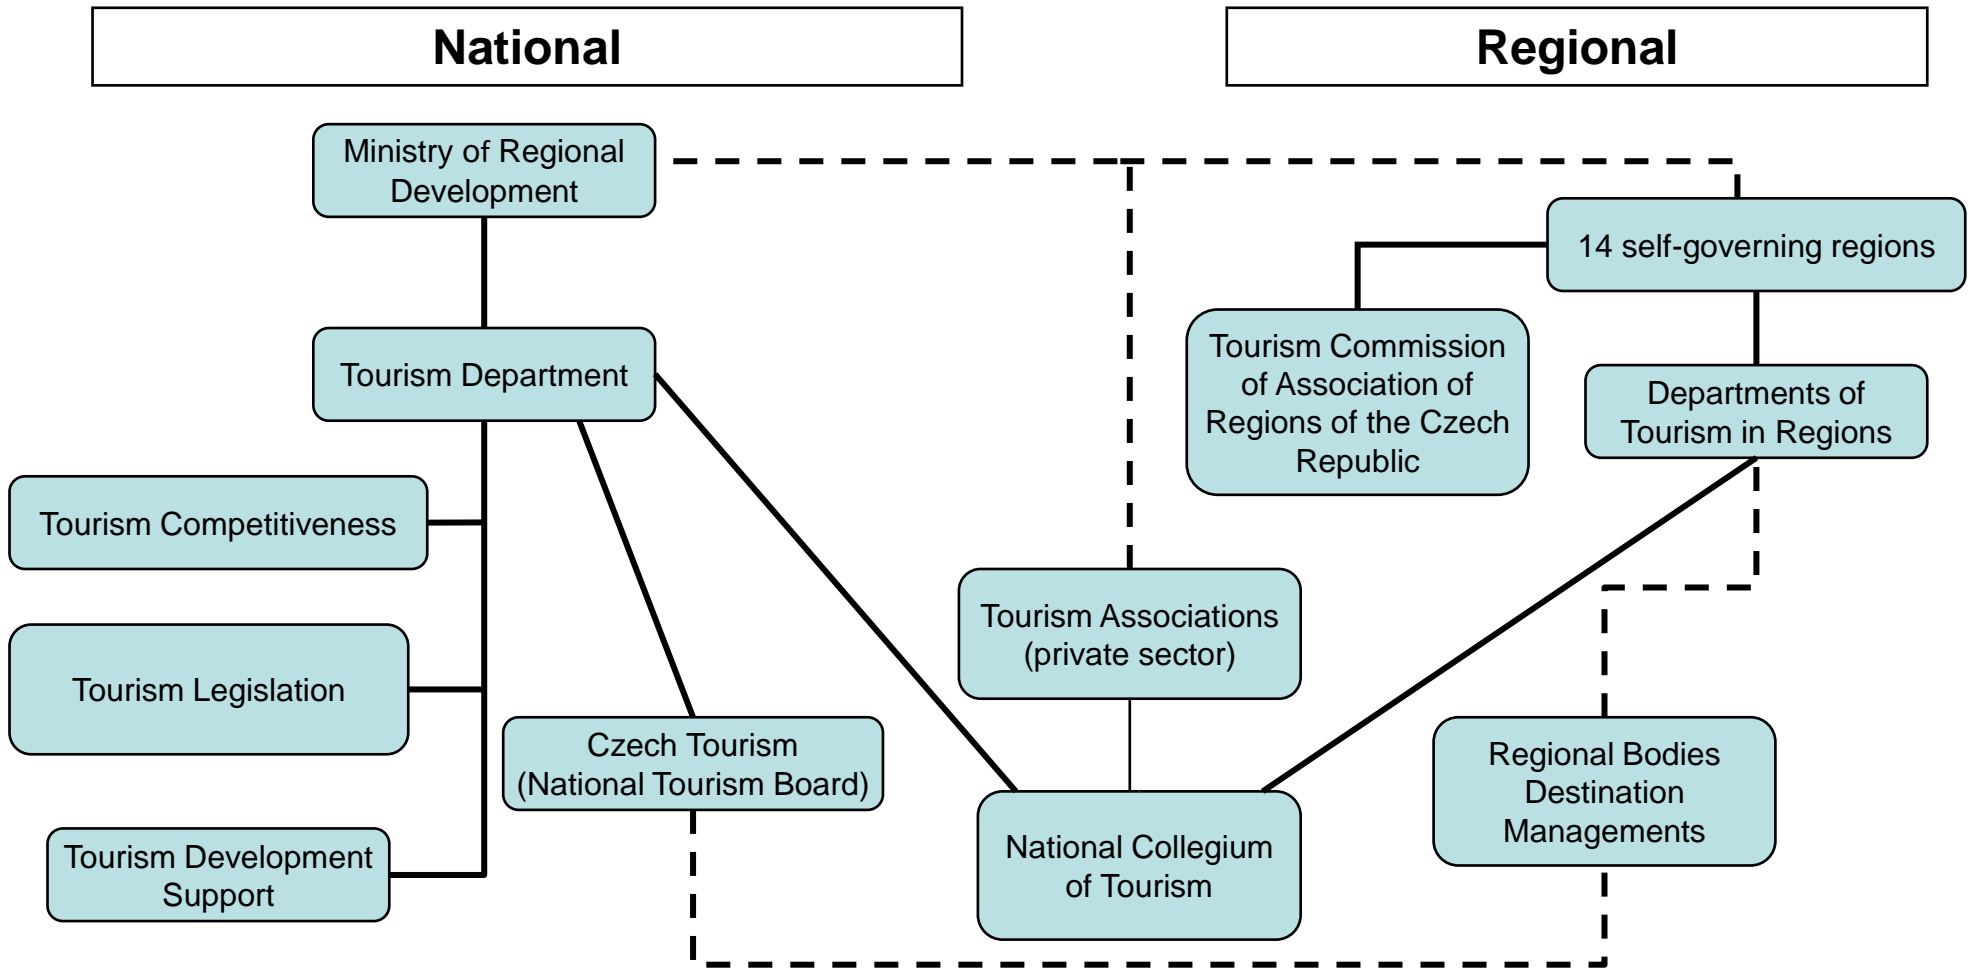 National
Regional
Ministry of Regional
Development
14 self-governing regions
Tourism Department
Tourism Commission
of Association of
Regions of the Czech
Republic
Departments of
Tourism in Regions
Tourism Competitiveness
Tourism Associations
(private sector)
Tourism Legislation
Czech Tourism
(National Tourism Board)
Regional Bodies
Destination
Managements
National Collegium
of Tourism
Tourism Development
Support